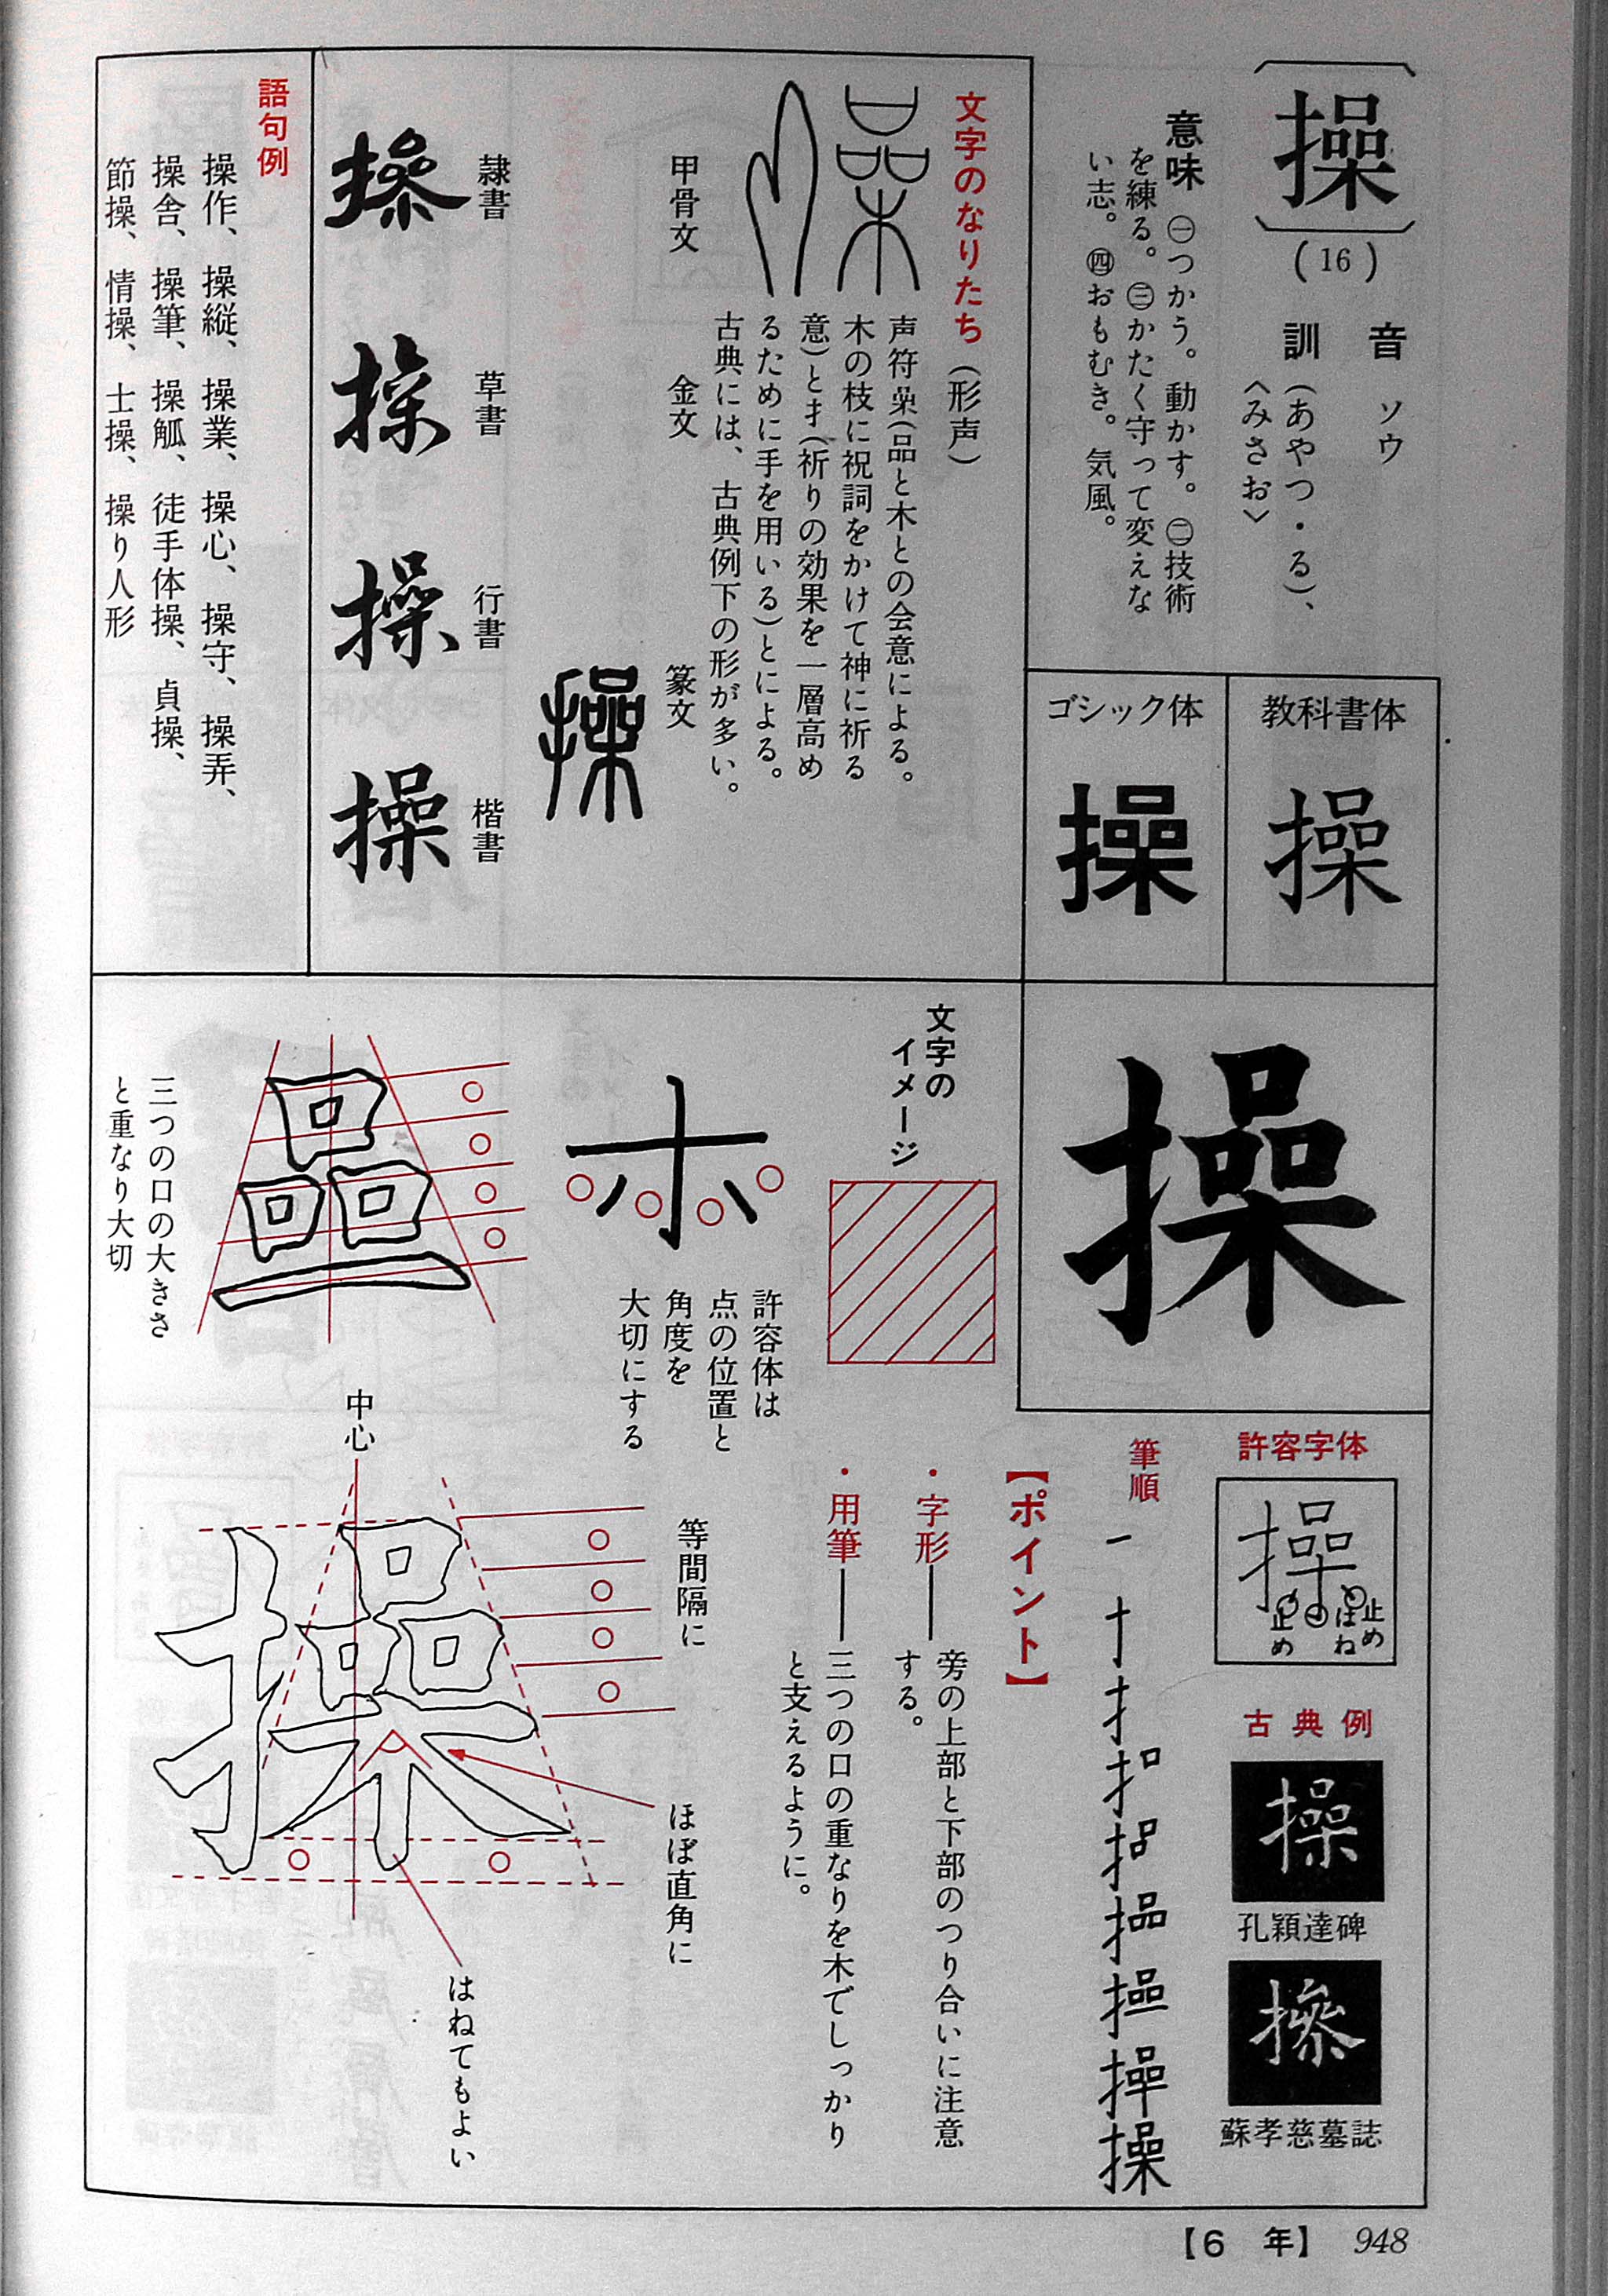 操
(16)
音　ソウ
訓　(あやつ・る)、
〈みさお〉
意味　㊀つかう。動かす。㊁技術
を練る。㊂かたく守って変えな
い志。㊃おもむき。気風。
教科書体
操
ゴシック体
操
文字のなりたち(形声)
声符喿(品と木との会意による。
木の枝に祝詞をかけて神に祈る
意)と扌(祈りの効果を一層高め
るために手を用いる)とによる。
古典には、古典例下の形が多い。
甲骨文
金文
篆文
操
隷書
操
草書
操
行書
操
楷書
操
語句例
操作、操縦、操業、操心、操守、操弄、
操舎、操筆、操觚、徒手体操、貞操、
節操、情操、士操、操り人形
操
文字の
イメージ
許容体は
点の位置と
角度を
大切にする
三つの口の大きさ
と重なり大切
許容字体
操
止め
はね
止め
古典例
操
孔穎達碑
操
蘇孝慈墓誌
筆順
【ポイント】
・字形──旁の上部と下部のつり合いに注意
する。
・用筆──三つの口の重なりを木でしっかり
と支えるように。
中心
等間隔に
ほぼ直角に
はねてもよい
【6　年】 948